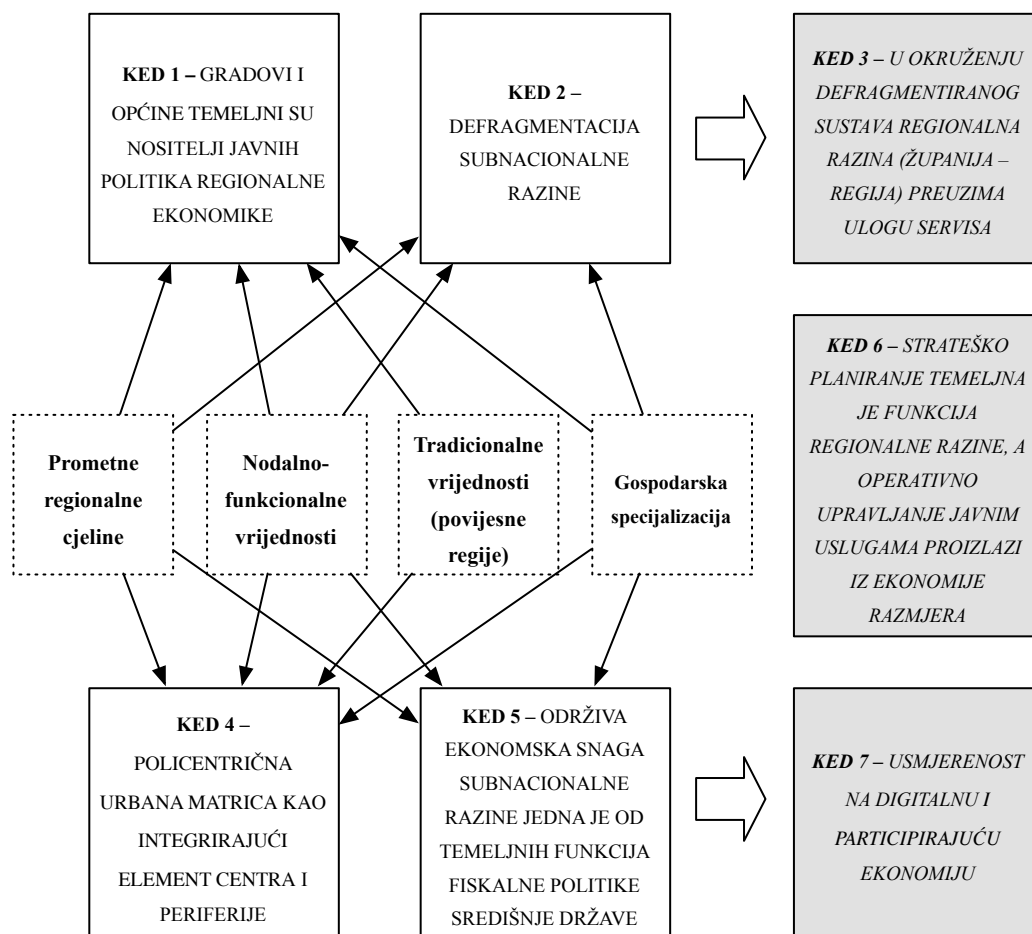 KED 1 – GRADOVI I
OPĆINE TEMELJNI SU
NOSITELJI JAVNIH
POLITIKA REGIONALNE
EKONOMIKE
KED 2 –
DEFRAGMENTACIJA
SUBNACIONALNE
RAZINE
KED 3 – U OKRUŽENJU
DEFRAGMENTIRANOG
SUSTAVA REGIONALNA
RAZINA (ŽUPANIJA –
REGIJA) PREUZIMA
ULOGU SERVISA
Prometne
regionalne
cjeline
Nodalno-
funkcionalne
vrijednosti
Tradicionalne
vrijednosti
(povijesne
regije)
Gospodarska
specijalizacija
KED 6 – STRATEŠKO
PLANIRANJE TEMELJNA
JE FUNKCIJA
REGIONALNE RAZINE, A
OPERATIVNO
UPRAVLJANJE JAVNIM
USLUGAMA PROIZLAZI
IZ EKONOMIJE
RAZMJERA
KED 4 –
POLICENTRIČNA
URBANA MATRICA KAO
INTEGRIRAJUĆI
ELEMENT CENTRA I
PERIFERIJE
KED 5 – ODRŽIVA
EKONOMSKA SNAGA
SUBNACIONALNE
RAZINE JEDNA JE OD
TEMELJNIH FUNKCIJA
FISKALNE POLITIKE
SREDIŠNJE DRŽAVE
KED 7 – USMJERENOST
NA DIGITALNU I
PARTICIPIRAJUĆU
EKONOMIJU